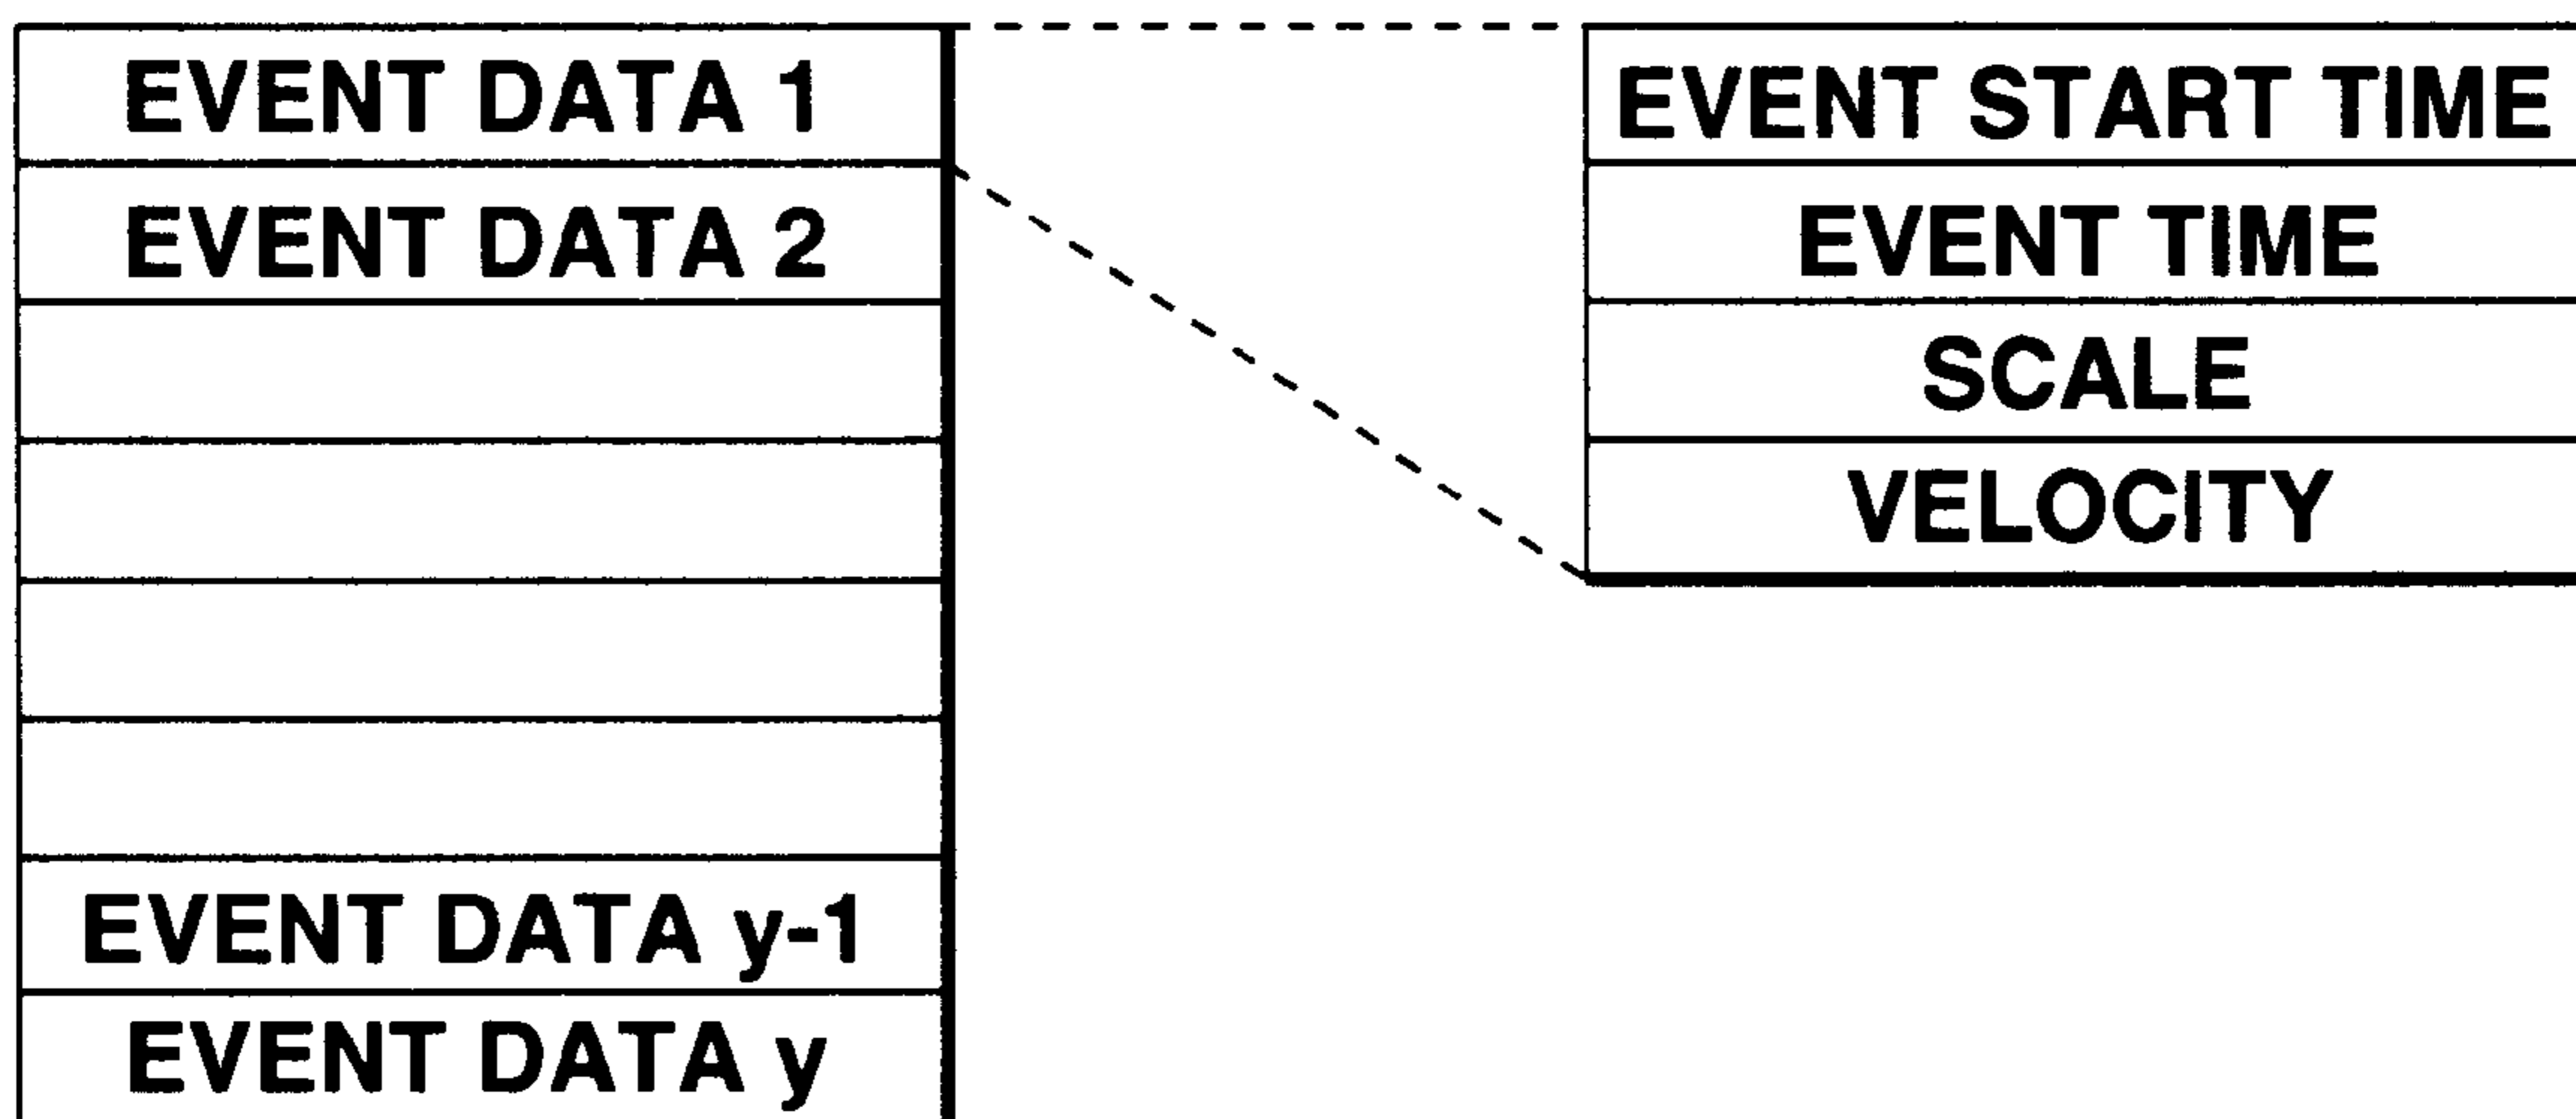 EVENT DATA 1
EVENT DATA 2
EVENT DATA y-1
EVENT DATA y
EVENT START TIME
EVENT TIME
SCALE
VELOCITY